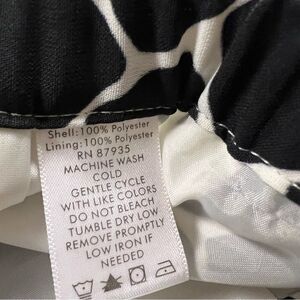 Shell:100% Polyester
Lining:100% Polyester
RN 87935
MACHINE WASH
COLD
GENTLE CYCLE
WITH LIKE COLORS
DO NOT BLEACH
TUMBLE DRY LOW
REMOVE PROMPTLY
LOW IRON IF
NEEDED